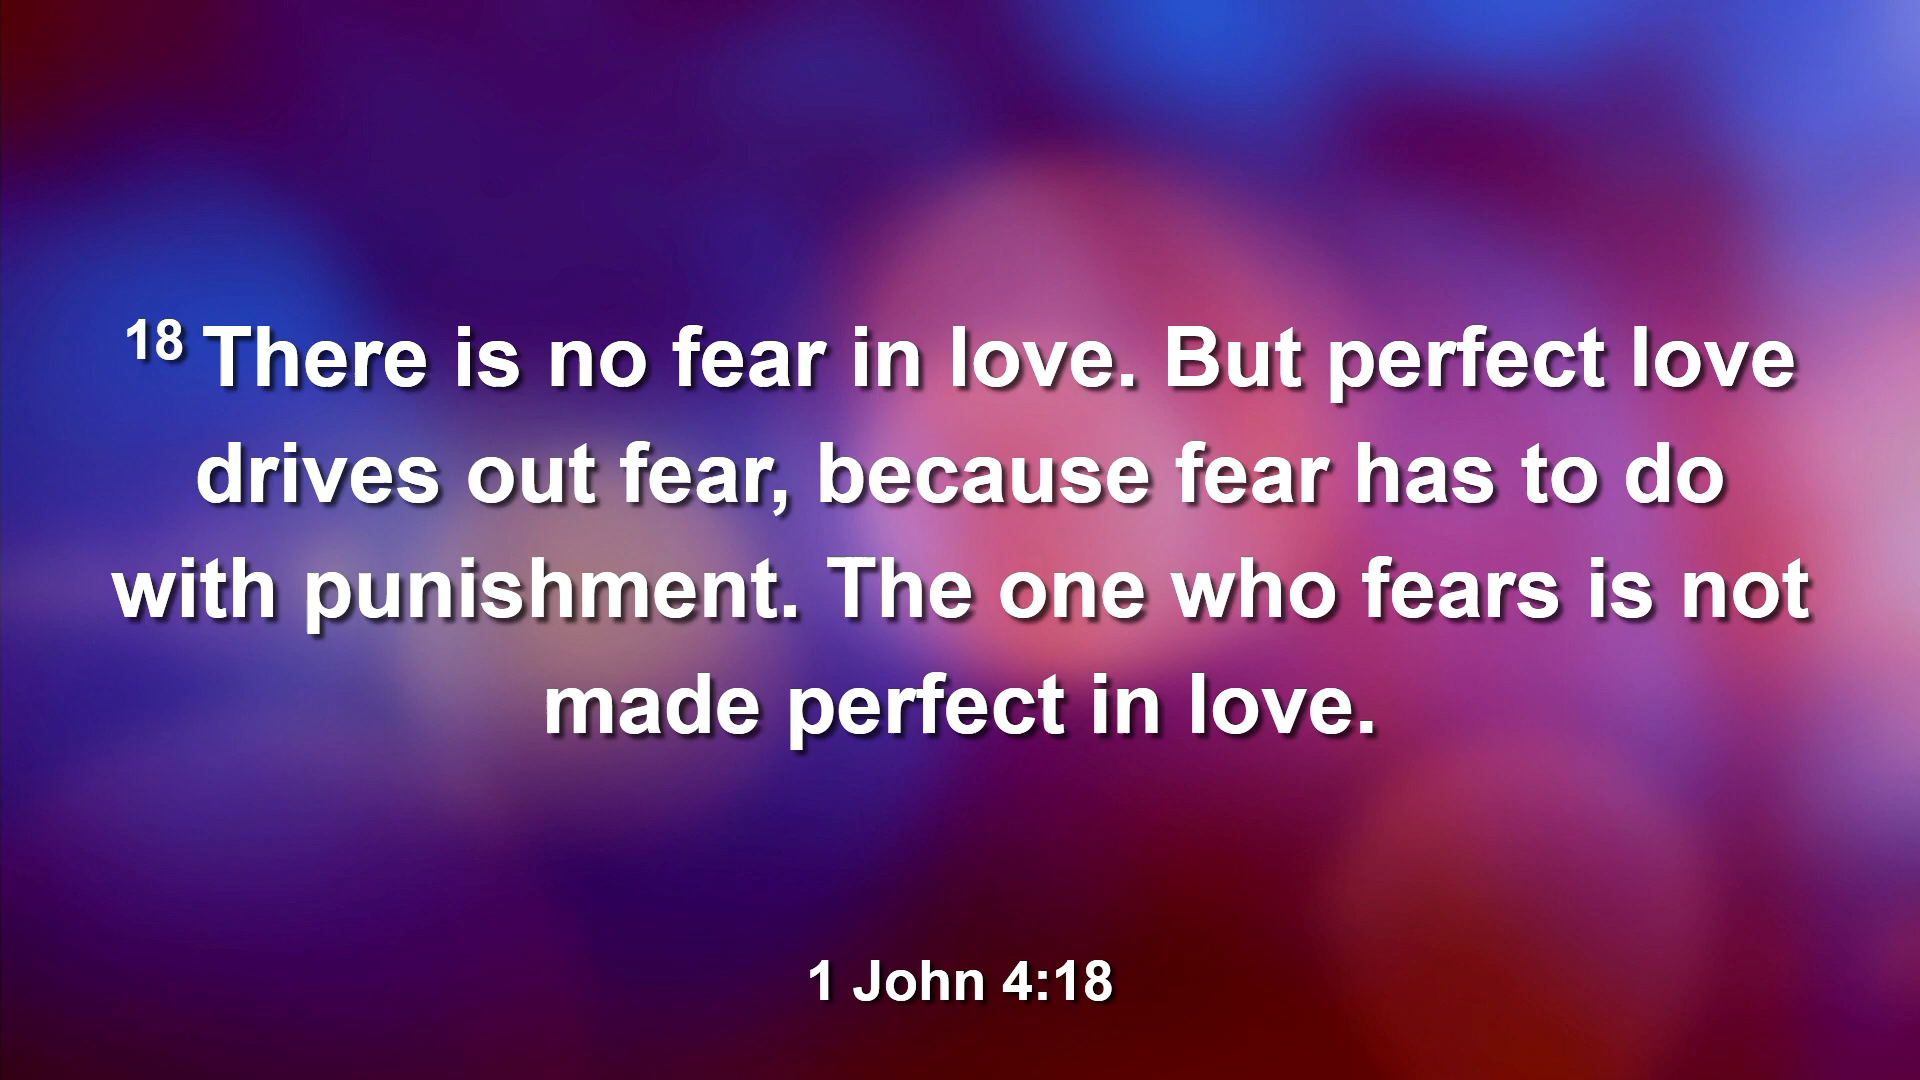 18 There is no fear in love. But perfect love
drives out fear, because fear has to do
with punishment. The one who fears is not
made perfect in love.
1 John 4:18